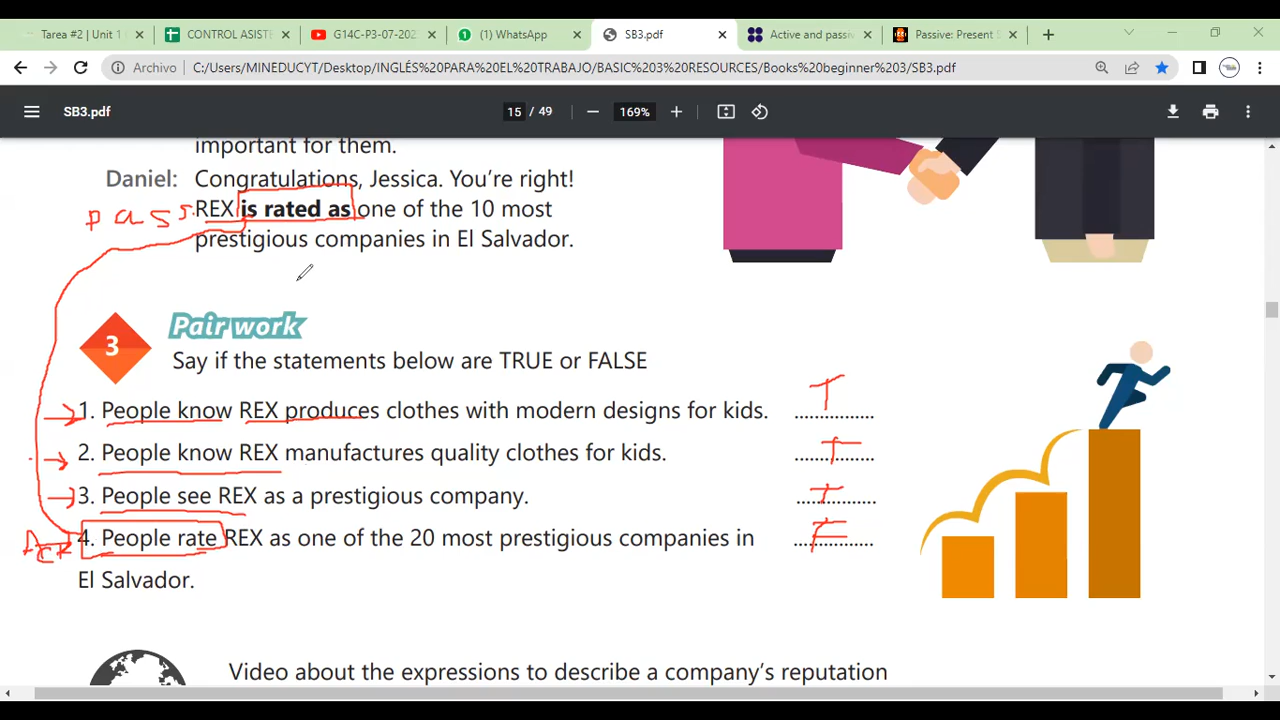 Tarea #2 | Unit 1
CONTROL ASISTE
G14C-P3-07-202
(1) WhatsApp
SB3.pdf
Active and passiv
Passive: Present S
Archivo
C:/Users/MINEDUCYT/Desktop/INGLÉS%20PARA%20EL%20TRABAJO/BASIC%203%20RESOURCES/Books%20beginner%203/SB3.pdf
SB3.pdf
15 / 49
169%
important for them.
Daniel: Congratulations, Jessica. You're right!
pass. REX is rated as one of the 10 most
prestigious companies in El Salvador.
3
Pair work
Say if the statements below are TRUE or FALSE
1. People know REX produces clothes with modern designs for kids. ............... T
2. People know REX manufactures quality clothes for kids. ............... T
3. People see REX as a prestigious company. ............... T
4. People rate REX as one of the 20 most prestigious companies in ............... F
El Salvador.
Video about the expressions to describe a company's reputation